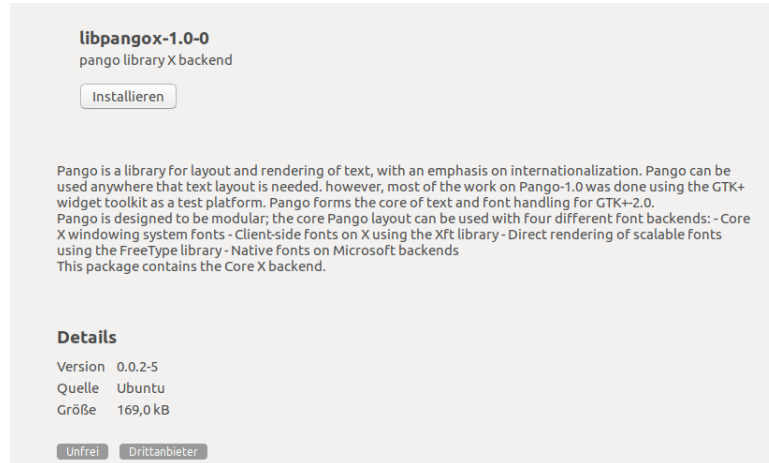 libpangox-1.0-0
pango library X backend
Installieren
Pango is a library for layout and rendering of text, with an emphasis on internationalization. Pango can be
used anywhere that text layout is needed. however, most of the work on Pango-1.0 was done using the GTK+
widget toolkit as a test platform. Pango forms the core of text and font handling for GTK+-2.0.
Pango is designed to be modular; the core Pango layout can be used with four different font backends: - Core
X windowing system fonts - Client-side fonts on X using the Xft library - Direct rendering of scalable fonts
using the FreeType library - Native fonts on Microsoft backends
This package contains the Core X backend.
Details
Version 0.0.2-5
Quelle Ubuntu
Größe 169,0 kB
Unfrei Drittanbieter